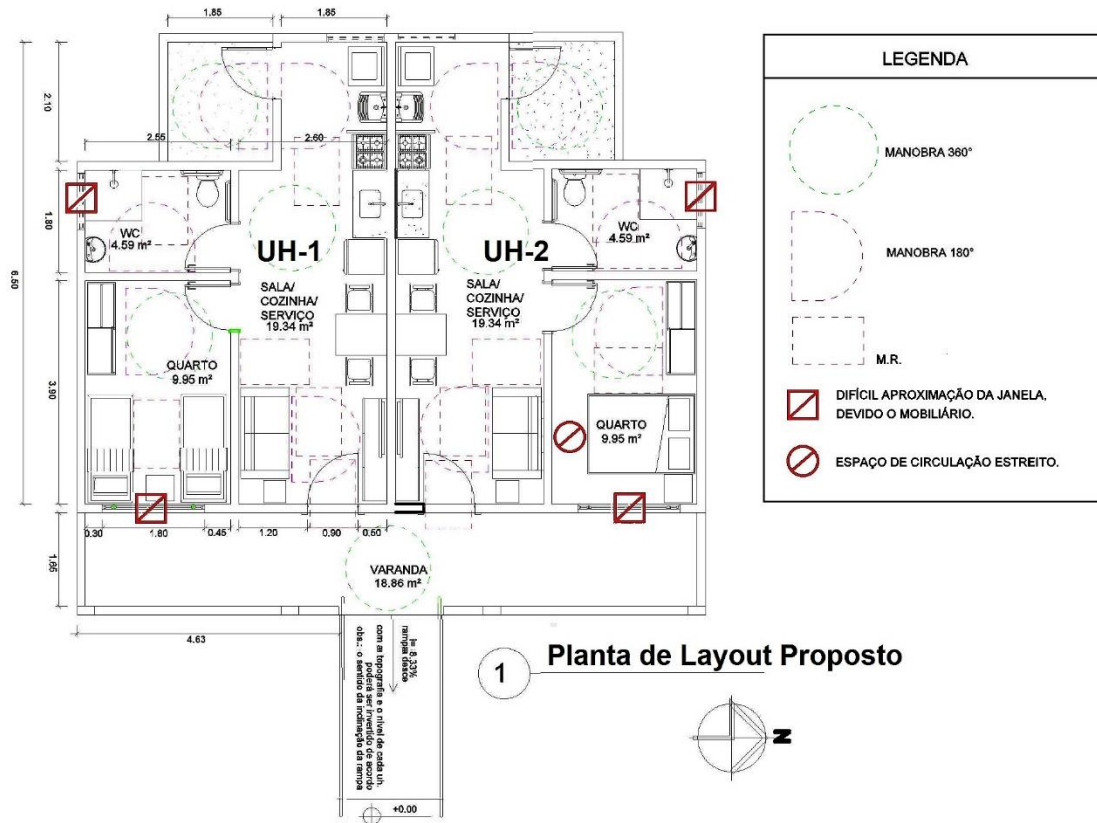 1.85
1.85
2.10
2.55
2.60
1.80
6.50
3.90
1.65
WC
4.59 m²
UH-1
SALA/
COZINHA/
SERVIÇO
19.34 m²
QUARTO
9.95 m²
UH-2
SALA/
COZINHA/
SERVIÇO
19.34 m²
WC
4.59 m²
QUARTO
9.95 m²
0.30
1.80
0.45
1.20
0.90
0.60
VARANDA
18.86 m²
4.63
rampa desce
i= 8.33%
obs.: o sentido da inclinação da rampa
poderá ser invertido de acordo
com a topografia e o nível de cada uh.
+0.00
1
Planta de Layout Proposto
N
LEGENDA
MANOBRA 360°
MANOBRA 180°
M.R.
DIFÍCIL APROXIMAÇÃO DA JANELA,
DEVIDO O MOBILIÁRIO.
ESPAÇO DE CIRCULAÇÃO ESTREITO.